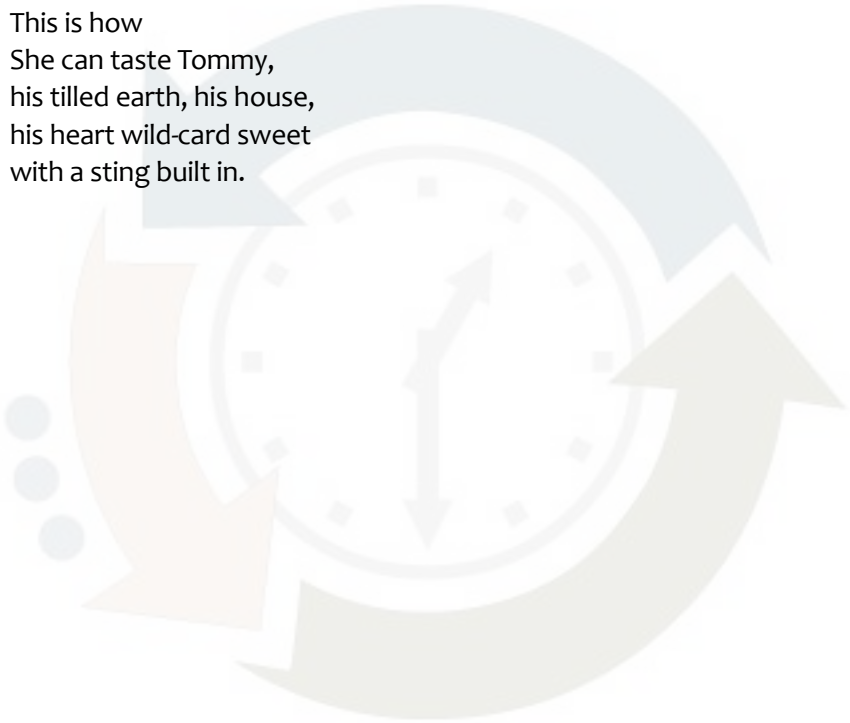 This is how
She can taste Tommy,
his tilled earth, his house,
his heart wild-card sweet
with a sting built in.